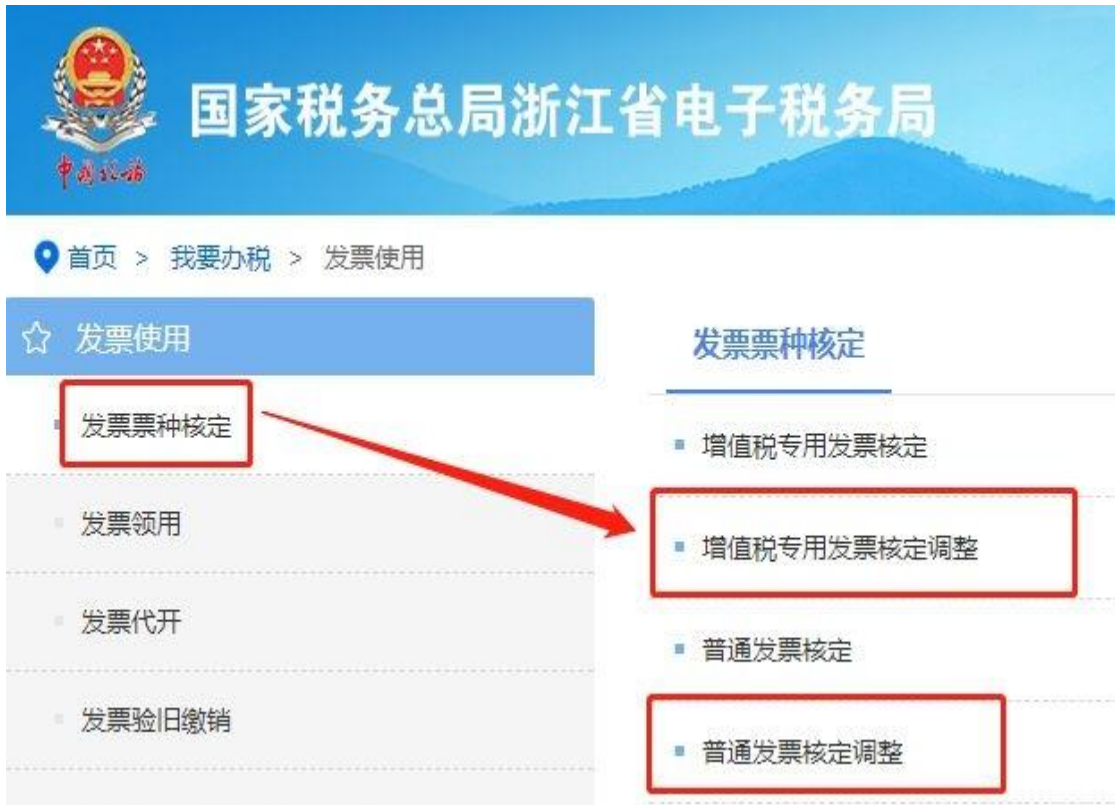 国家税务总局浙江省电子税务局
中国税务
首页 > 我要办税 > 发票使用
发票使用
发票票种核定
发票领用
发票代开
发票验旧缴销
发票票种核定
增值税专用发票核定
增值税专用发票核定调整
普通发票核定
普通发票核定调整